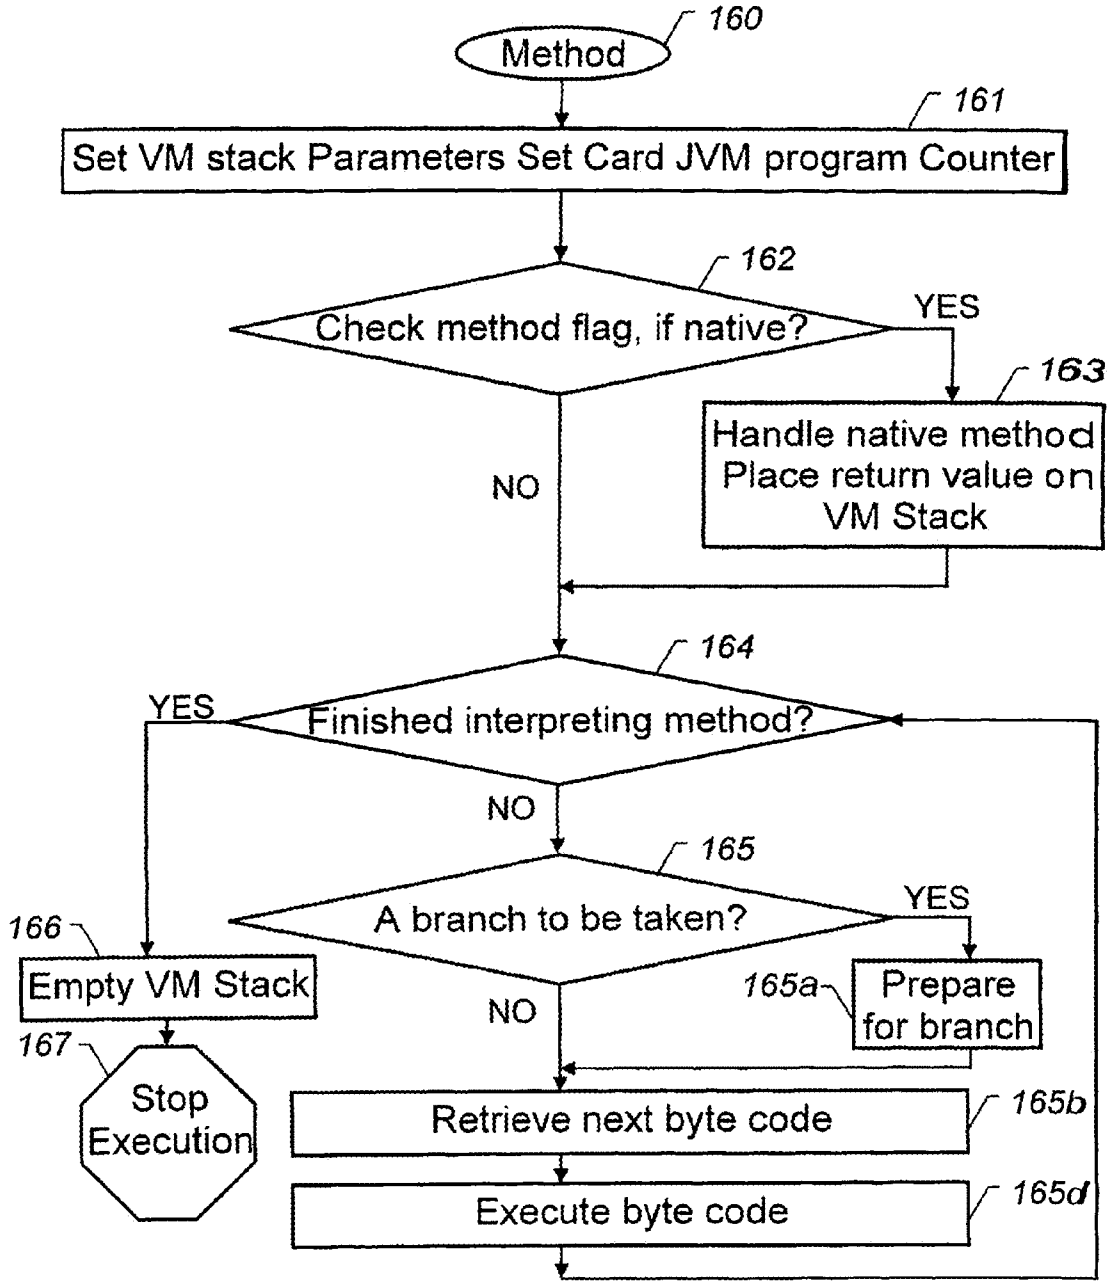 160
Method
161
Set VM stack Parameters Set Card JVM program Counter
162
Check method flag, if native?
YES
163
Handle native method
Place return value on
VM Stack
NO
164
YES
Finished interpreting method?
NO
165
A branch to be taken?
YES
166
Empty VM Stack
165a
Prepare
for branch
NO
167
Stop
Execution
Retrieve next byte code
165b
Execute byte code
165d